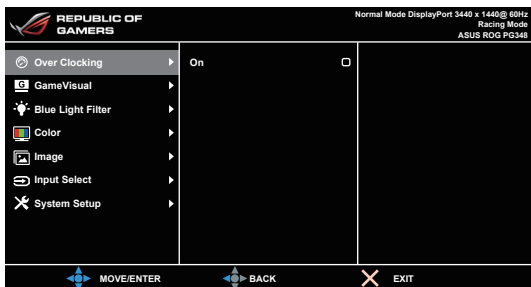 REPUBLIC OF
GAMERS
Normal Mode DisplayPort 3440 x 1440@ 60Hz
Racing Mode
ASUS ROG PG348
Over Clocking
On
G GameVisual
Blue Light Filter
Color
Image
Input Select
System Setup
MOVE/ENTER
BACK
EXIT